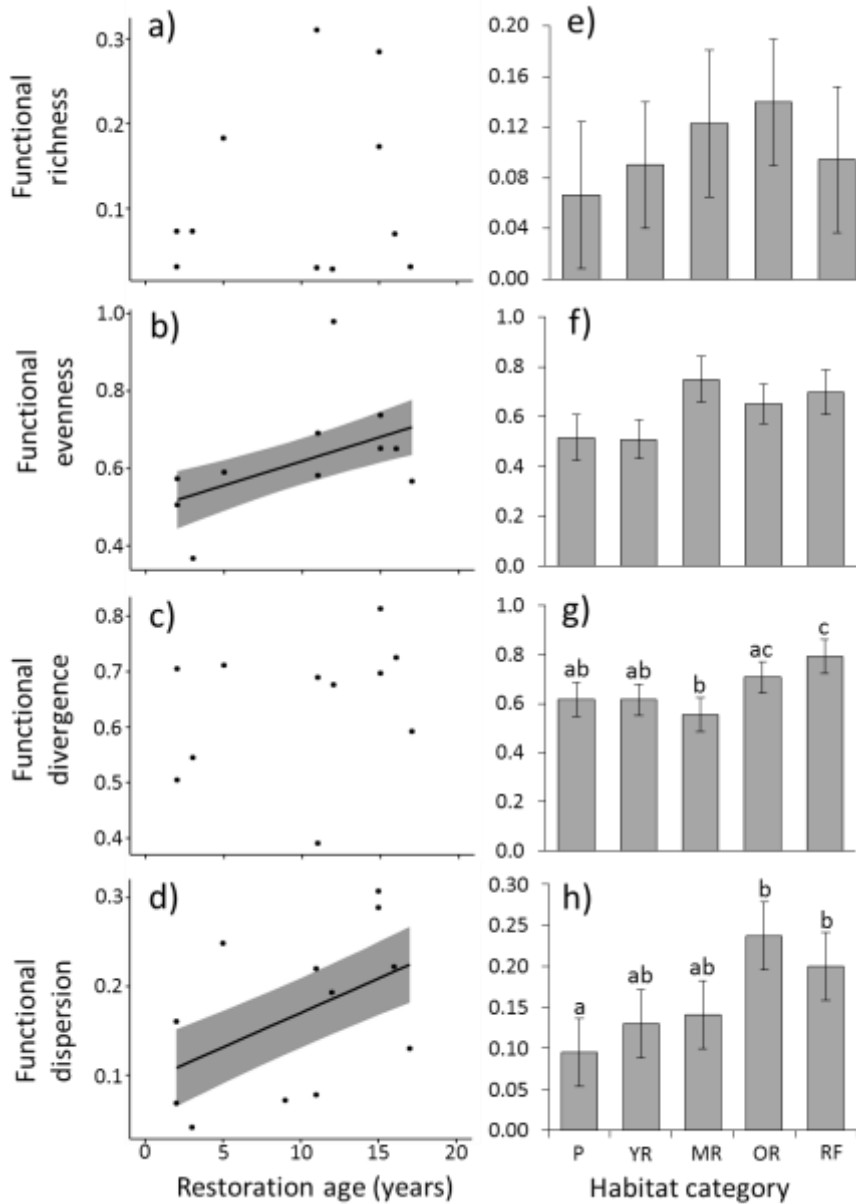 a)
Functional
richness
0.3
0.2
0.1
e)
0.20
0.16
0.12
0.08
0.04
0.00
b)
Functional
evenness
1.0
0.8
0.6
0.4
f)
1.0
0.8
0.6
0.4
0.2
0.0
c)
Functional
divergence
0.8
0.7
0.6
0.5
0.4
g)
1.0
0.8
0.6
0.4
0.2
0.0
ab ab b ac c
d)
Functional
dispersion
0.3
0.2
0.1
0 5 10 15 20
Restoration age (years)
h)
0.30
0.25
0.20
0.15
0.10
0.05
0.00
a ab ab b b
P YR MR OR RF
Habitat category